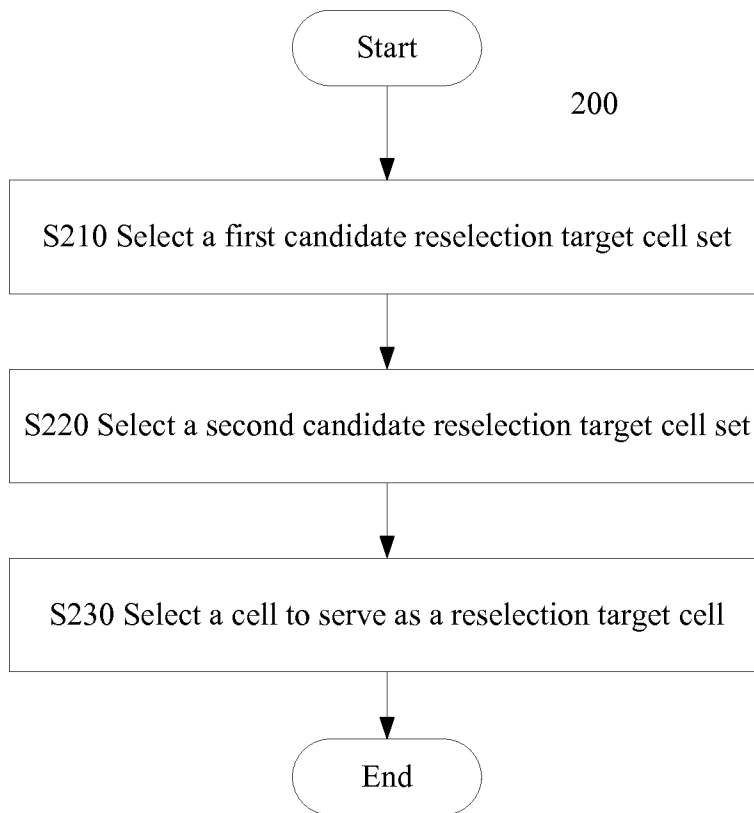 Start
200
S210 Select a first candidate reselection target cell set
S220 Select a second candidate reselection target cell set
S230 Select a cell to serve as a reselection target cell
End